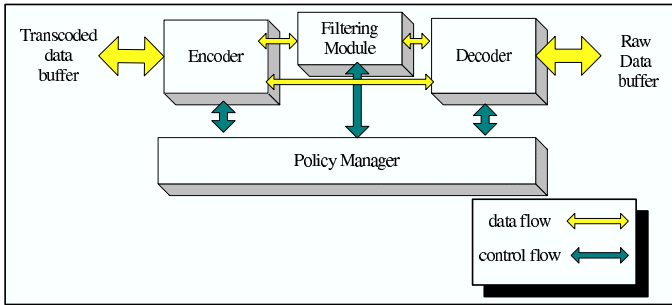 Transcoded
data
buffer
Encoder
Filtering
Module
Decoder
Raw
Data
buffer
Policy Manager
data flow
control flow